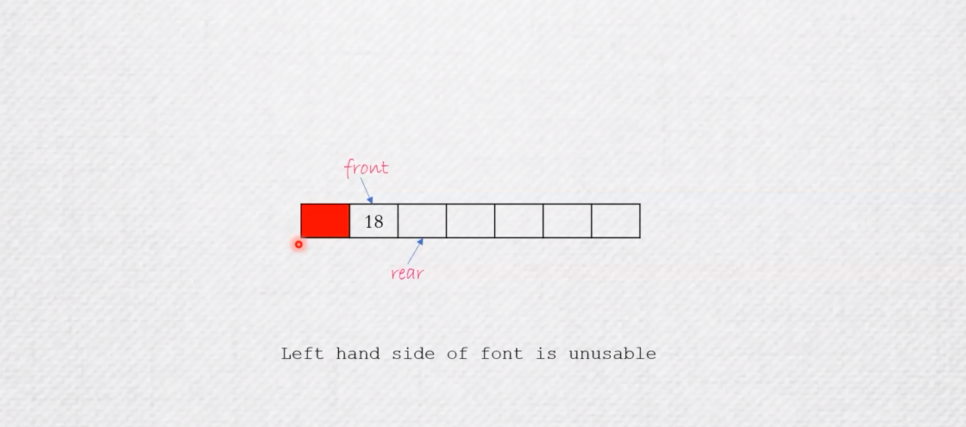 front
18
rear
Left hand side of font is unusable